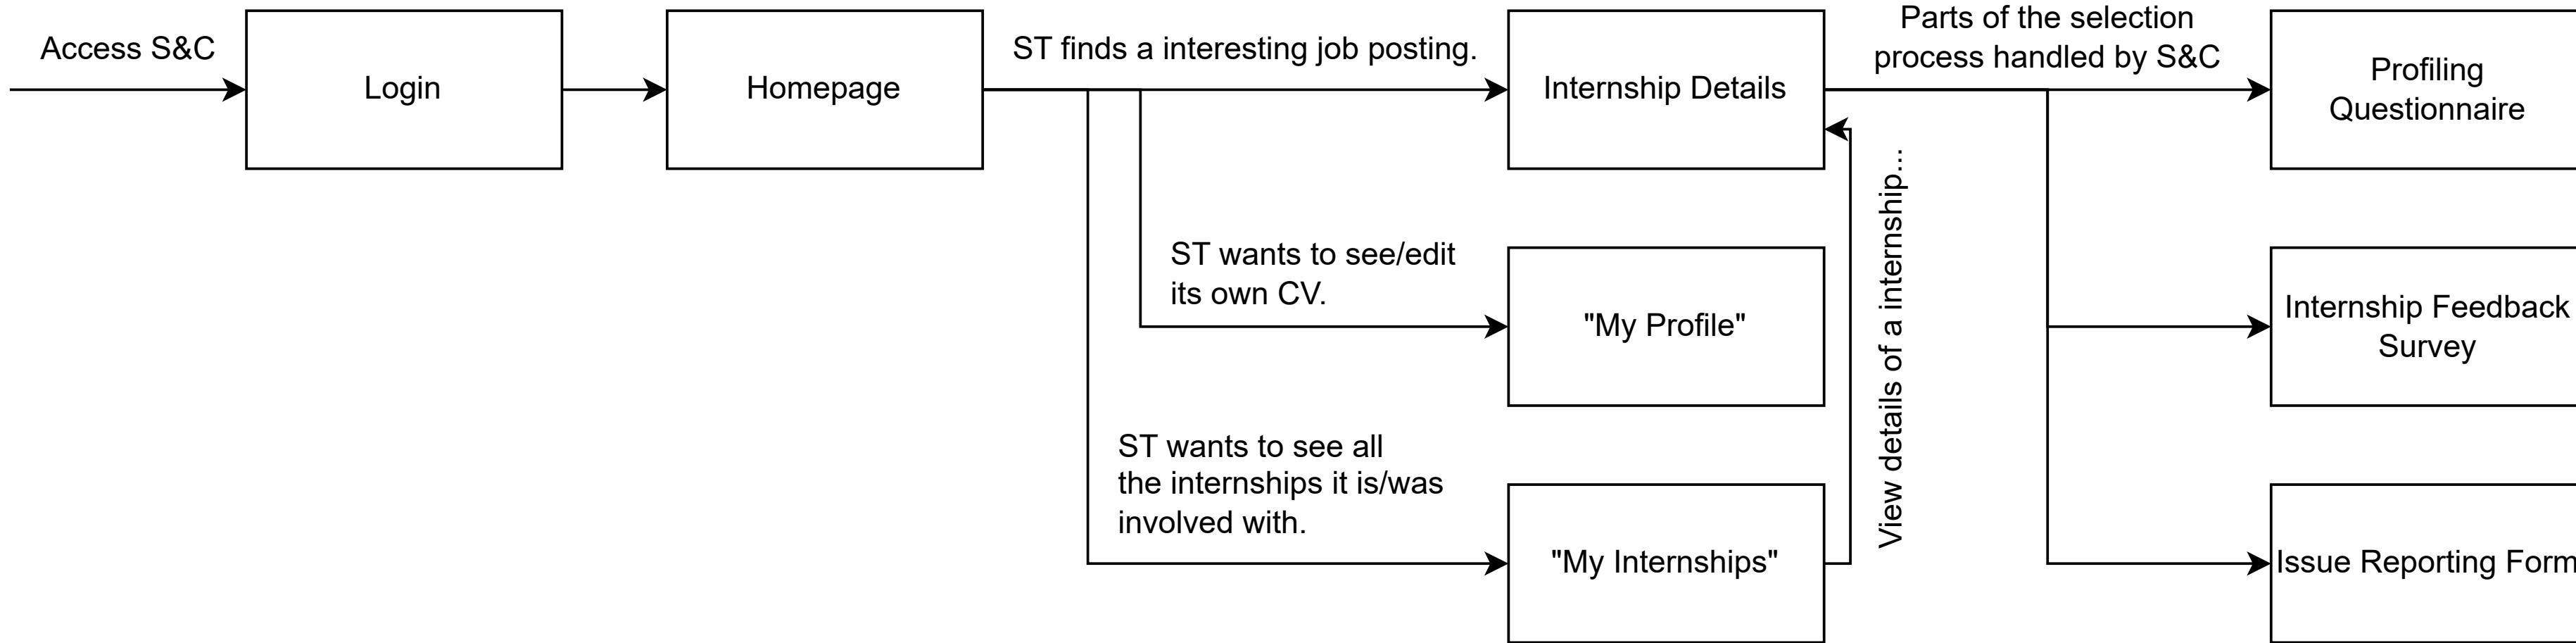 Access S&C
Login
Homepage
ST finds a interesting job posting.
Internship Details
Parts of the selection
process handled by S&C
Profiling
Questionnaire
ST wants to see/edit
its own CV.
"My Profile"
View details of a internship...
Internship Feedback
Survey
ST wants to see all
the internships it is/was
involved with.
"My Internships"
Issue Reporting Form